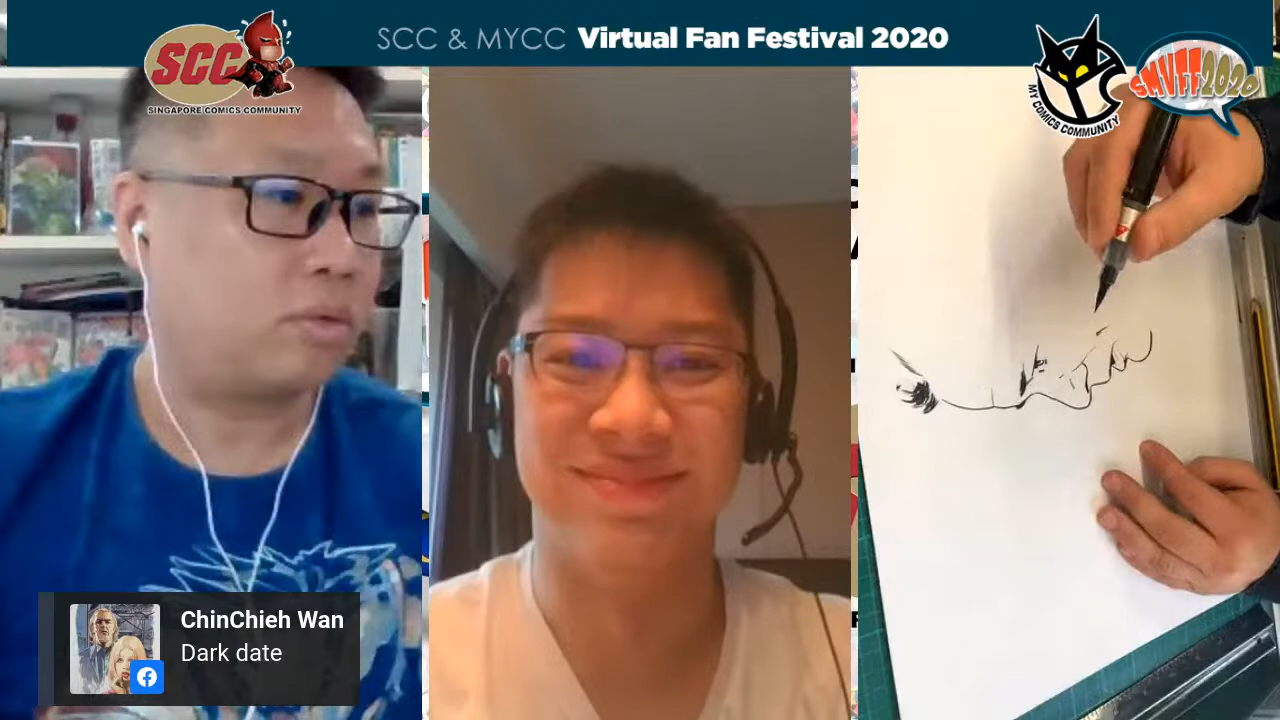 SCC & MYCC Virtual Fan Festival 2020
SCC
SINGAPORE COMICS COMMUNITY
MY COMICS COMMUNITY
SMVFF2020
ChinChieh Wan
Dark date